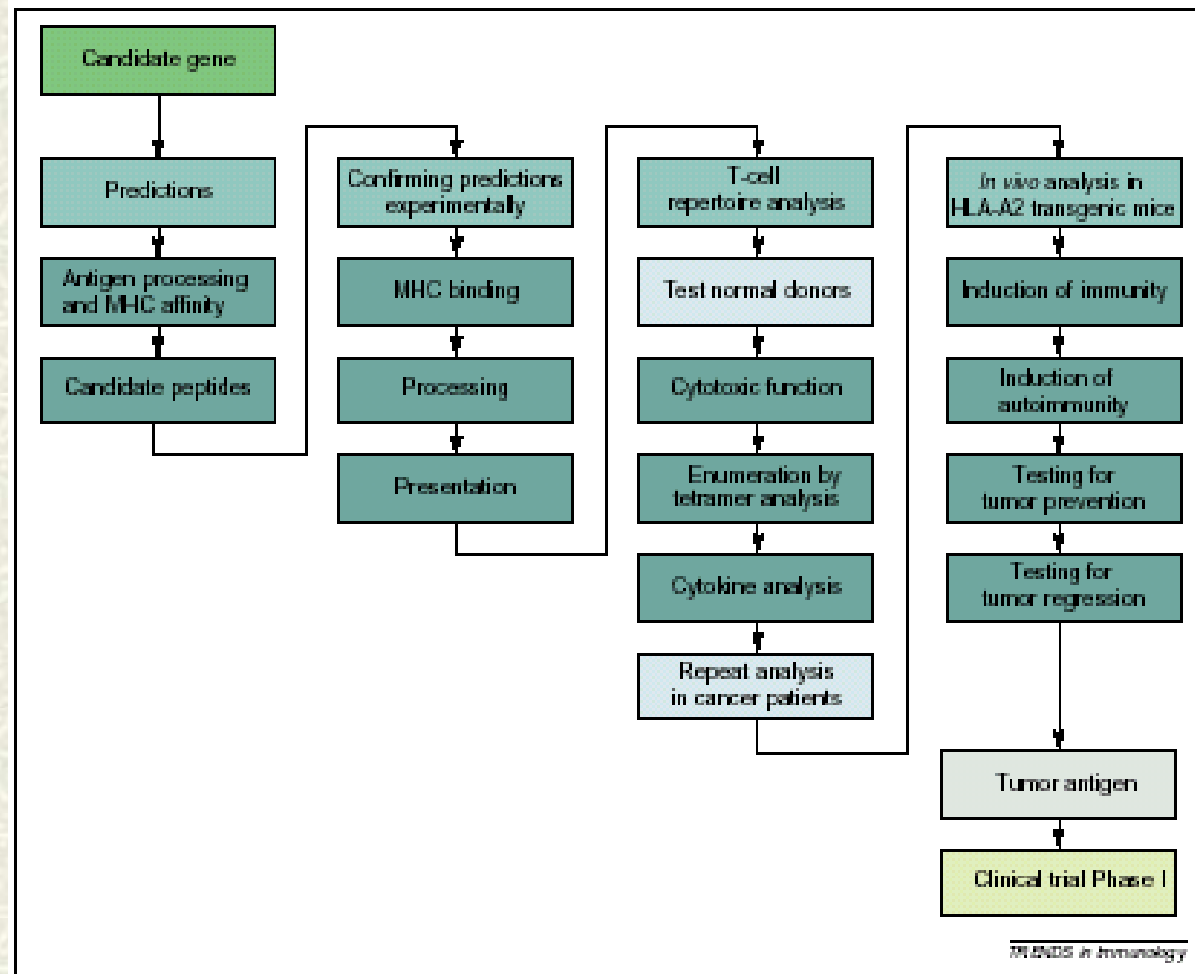 Candidate gene
Predictions
Antigen processing
and MHC affinity
Candidate peptides
Confirming predictions
experimentally
MHC binding
Processing
Presentation
T-cell
repertoire analysis
Test normal donors
Cytotoxic function
Enumeration by
tetramer analysis
Cytokine analysis
Repeat analysis
in cancer patients
In vivo analysis in
HLA-A2 transgenic mice
Induction of immunity
Induction of
autoimmunity
Testing for
tumor prevention
Testing for
tumor regression
Tumor antigen
Clinical trial Phase I
TRENDS in Immunology